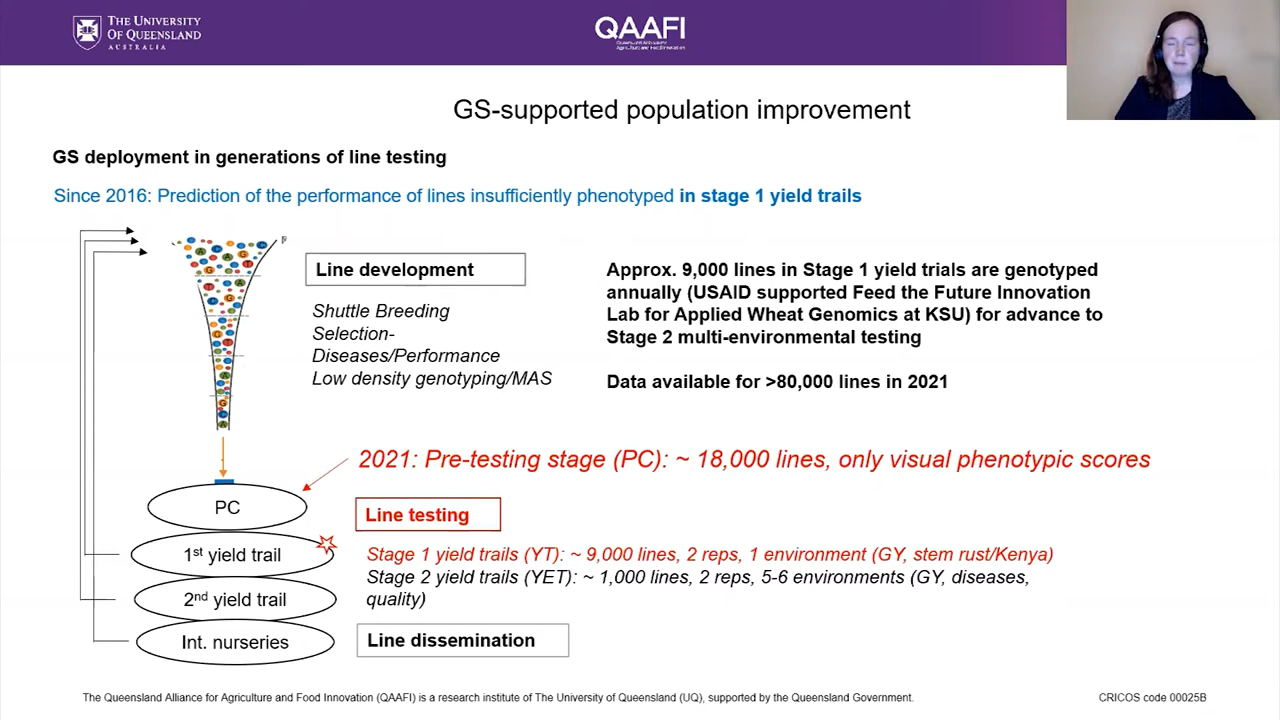 THE UNIVERSITY
OF QUEENSLAND
AUSTRALIA
QAAFI
GS-supported population improvement
GS deployment in generations of line testing
Since 2016: Prediction of the performance of lines insufficiently phenotyped in stage 1 yield trails
Line development
Shuttle Breeding
Selection-
Diseases/Performance
Low density genotyping/MAS
Approx. 9,000 lines in Stage 1 yield trials are genotyped
annually (USAID supported Feed the Future Innovation
Lab for Applied Wheat Genomics at KSU) for advance to
Stage 2 multi-environmental testing
Data available for >80,000 lines in 2021
2021: Pre-testing stage (PC): ~ 18,000 lines, only visual phenotypic scores
PC
Line testing
1st yield trail
Stage 1 yield trails (YT): ~ 9,000 lines, 2 reps, 1 environment (GY, stem rust/Kenya)
2nd yield trail
Stage 2 yield trails (YET): ~ 1,000 lines, 2 reps, 5-6 environments (GY, diseases,
quality)
Int. nurseries
Line dissemination
The Queensland Alliance for Agriculture and Food Innovation (QAAFI) is a research institute of The University of Queensland (UQ), supported by the Queensland Government.
CRICOS code 00025B